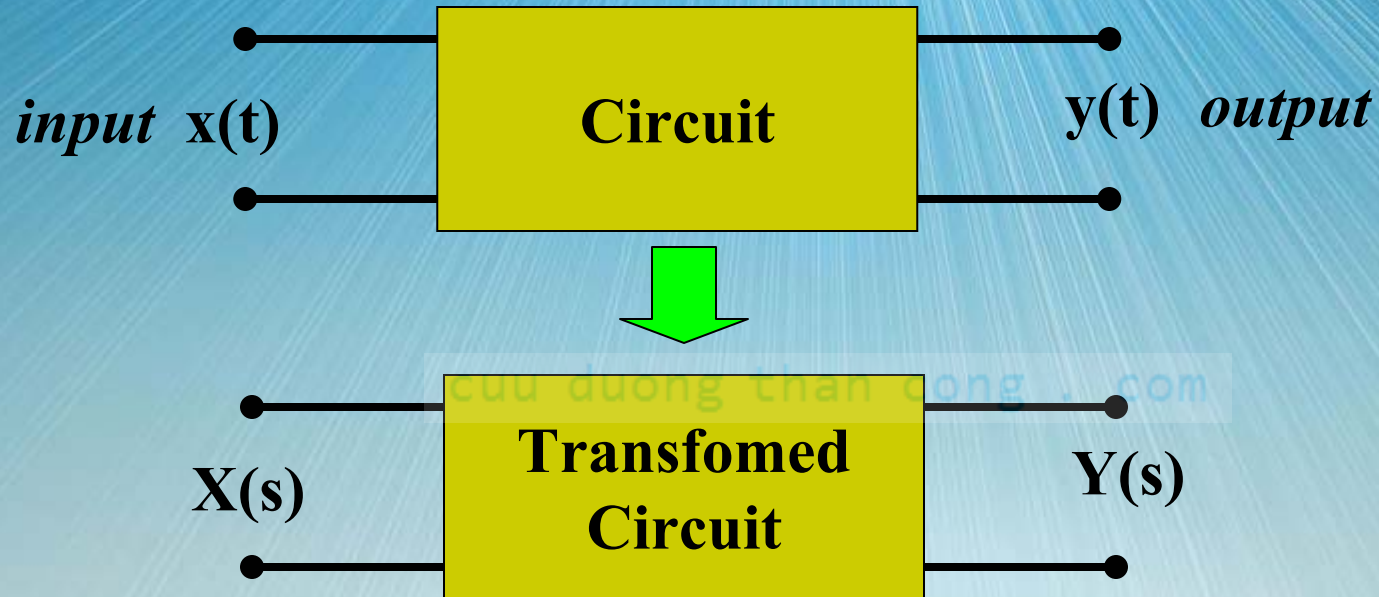 input x(t)
Circuit
y(t) output
cuu duong than cong . com
X(s)
Transfomed
Circuit
Y(s)